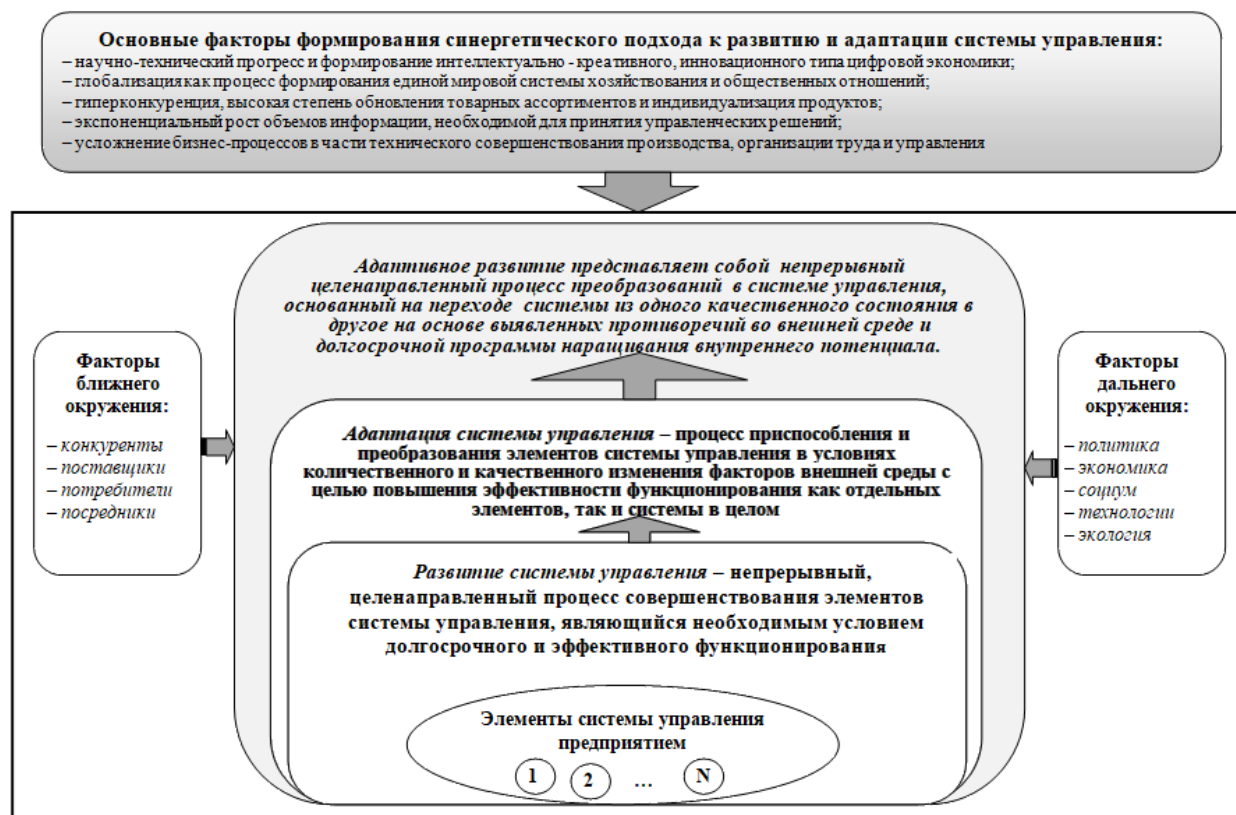 Основные факторы формирования синергетического подхода к развитию и адаптации системы управления:
– научно-технический прогресс и формирование интеллектуально - креативного, инновационного типа цифровой экономики;
– глобализация как процесс формирования единой мировой системы хозяйствования и общественных отношений;
– гиперконкуренция, высокая степень обновления товарных ассортиментов и индивидуализация продуктов;
– экспоненциальный рост объемов информации, необходимой для принятия управленческих решений;
– усложнение бизнес-процессов в части технического совершенствования производства, организации труда и управления
Адаптивное развитие представляет собой непрерывный
целенаправленный процесс преобразований в системе управления,
основанный на переходе системы из одного качественного состояния в
другое на основе выявленных противоречий во внешней среде и
долгосрочной программы наращивания внутреннего потенциала.
Факторы
ближнего
окружения:
– конкуренты
– поставщики
– потребители
– посредники
Адаптация системы управления – процесс приспособления и
преобразования элементов системы управления в условиях
количественного и качественного изменения факторов внешней среды с
целью повышения эффективности функционирования как отдельных
элементов, так и системы в целом
Факторы
дальнего
окружения:
– политика
– экономика
– социум
– технологии
– экология
Развитие системы управления – непрерывный,
целенаправленный процесс совершенствования элементов
системы управления, являющийся необходимым условием
долгосрочного и эффективного функционирования
Элементы системы управления
предприятием
1 2 … N